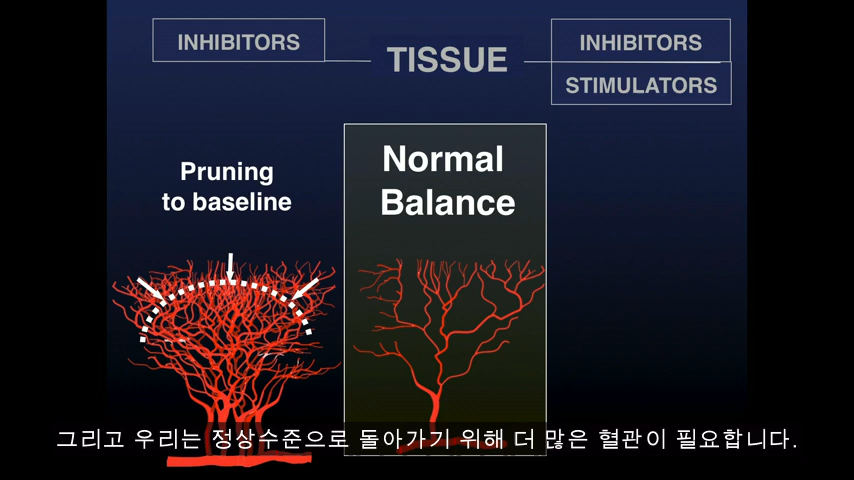 INHIBITORS
TISSUE
INHIBITORS
STIMULATORS
Pruning
to baseline
Normal
Balance
그리고 우리는 정상수준으로 돌아가기 위해 더 많은 혈관이 필요합니다.